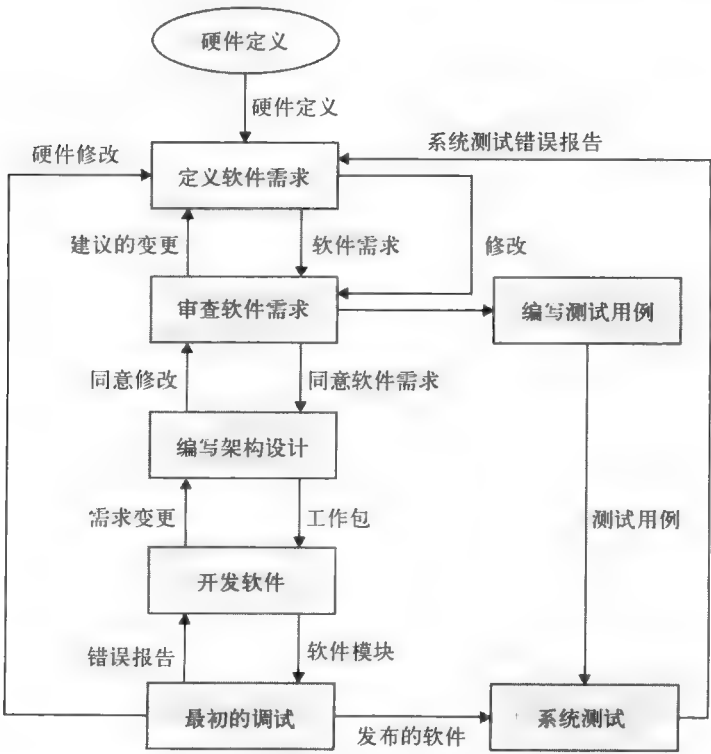 硬件定义
硬件定义
硬件修改
系统测试错误报告
定义软件需求
建议的变更
软件需求
修改
审查软件需求
编写测试用例
同意修改
同意软件需求
编写架构设计
需求变更
工作包
测试用例
开发软件
错误报告
软件模块
最初的调试
发布的软件
系统测试